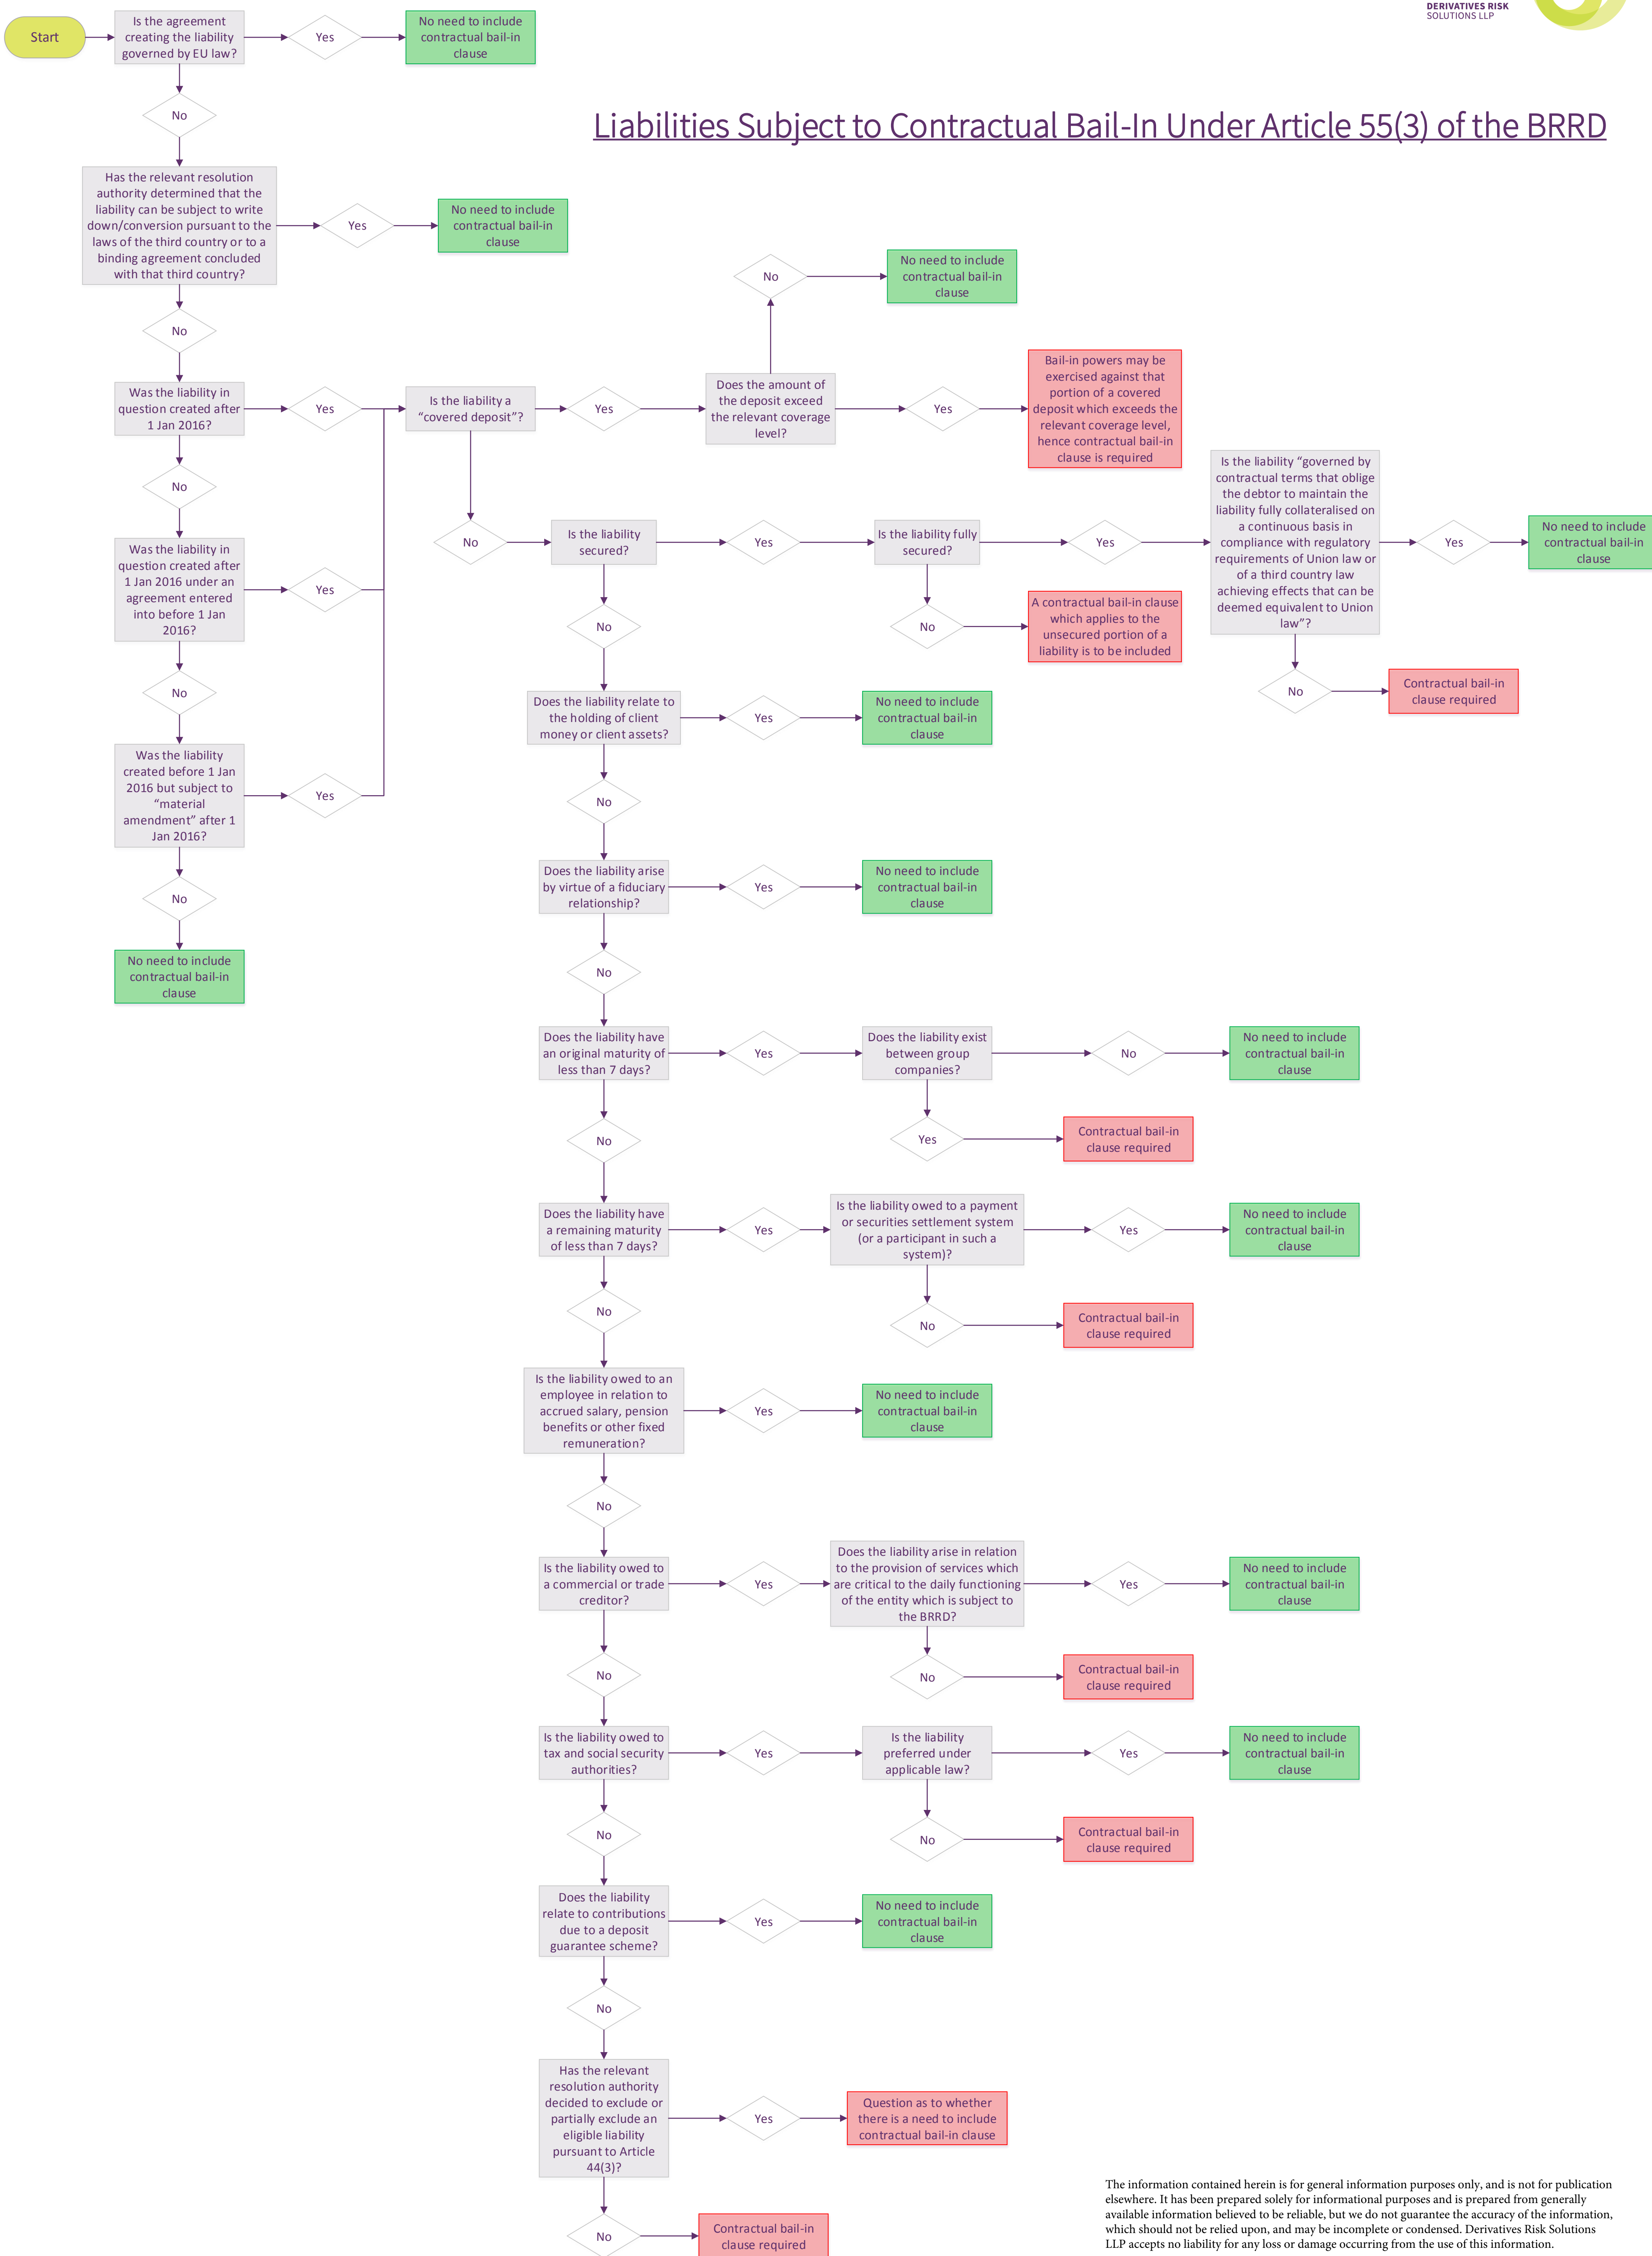 DERIVATIVES RISK
SOLUTIONS LLP
Start
Is the agreement
creating the liability
governed by EU law?
Yes
No need to include
contractual bail-in
clause
No
Liabilities Subject to Contractual Bail-In Under Article 55(3) of the BRRD
Has the relevant resolution
authority determined that the
liability can be subject to write
down/conversion pursuant to the
laws of the third country or to a
binding agreement concluded
with that third country?
Yes
No need to include
contractual bail-in
clause
No
No
No need to include
contractual bail-in
clause
Was the liability in
question created after
1 Jan 2016?
Yes
Is the liability a
“covered deposit”?
Yes
Does the amount of
the deposit exceed
the relevant coverage
level?
Yes
Bail-in powers may be
exercised against that
portion of a covered
deposit which exceeds the
relevant coverage level,
hence contractual bail-in
clause is required
No
Was the liability in
question created after
1 Jan 2016 under an
agreement entered
into before 1 Jan
2016?
Yes
No
Is the liability
secured?
Yes
Is the liability fully
secured?
Yes
Is the liability “governed by
contractual terms that oblige
the debtor to maintain the
liability fully collateralised on
a continuous basis in
compliance with regulatory
requirements of Union law or
of a third country law
achieving effects that can be
deemed equivalent to Union
law”?
Yes
No need to include
contractual bail-in
clause
No
No
A contractual bail-in clause
which applies to the
unsecured portion of a
liability is to be included
No
Contractual bail-in
clause required
No
Does the liability relate to
the holding of client
money or client assets?
Yes
No need to include
contractual bail-in
clause
Was the liability
created before 1 Jan
2016 but subject to
“material
amendment” after 1
Jan 2016?
Yes
No
No
No need to include
contractual bail-in
clause
Does the liability arise
by virtue of a fiduciary
relationship?
Yes
No need to include
contractual bail-in
clause
No
Does the liability have
an original maturity of
less than 7 days?
Yes
Does the liability exist
between group
companies?
No
No need to include
contractual bail-in
clause
No
Yes
Contractual bail-in
clause required
Does the liability have
a remaining maturity
of less than 7 days?
Yes
Is the liability owed to a payment
or securities settlement system
(or a participant in such a
system)?
Yes
No need to include
contractual bail-in
clause
No
No
Contractual bail-in
clause required
Is the liability owed to an
employee in relation to
accrued salary, pension
benefits or other fixed
remuneration?
Yes
No need to include
contractual bail-in
clause
No
Is the liability owed to
a commercial or trade
creditor?
Yes
Does the liability arise in relation
to the provision of services which
are critical to the daily functioning
of the entity which is subject to
the BRRD?
Yes
No need to include
contractual bail-in
clause
No
No
Contractual bail-in
clause required
Is the liability owed to
tax and social security
authorities?
Yes
Is the liability
preferred under
applicable law?
Yes
No need to include
contractual bail-in
clause
No
No
Contractual bail-in
clause required
Does the liability
relate to contributions
due to a deposit
guarantee scheme?
Yes
No need to include
contractual bail-in
clause
No
Has the relevant
resolution authority
decided to exclude or
partially exclude an
eligible liability
pursuant to Article
44(3)?
Yes
Question as to whether
there is a need to include
contractual bail-in clause
No
Contractual bail-in
clause required
The information contained herein is for general information purposes only, and is not for publication
elsewhere. It has been prepared solely for informational purposes and is prepared from generally
available information believed to be reliable, but we do not guarantee the accuracy of the information,
which should not be relied upon, and may be incomplete or condensed. Derivatives Risk Solutions
LLP accepts no liability for any loss or damage occurring from the use of this information.